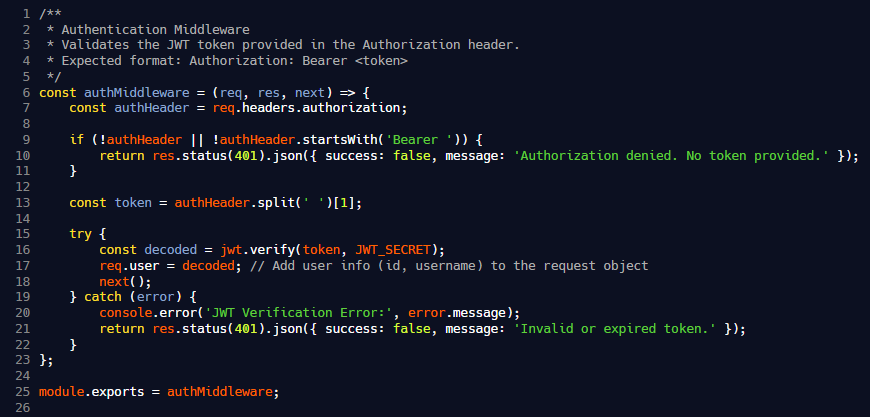 1 /**
2  * Authentication Middleware
3  * Validates the JWT token provided in the Authorization header.
4  * Expected format: Authorization: Bearer <token>
5  */
6 const authMiddleware = (req, res, next) => {
7     const authHeader = req.headers.authorization;
8
9     if (!authHeader || !authHeader.startsWith('Bearer ')) {
10         return res.status(401).json({ success: false, message: 'Authorization denied. No token provided.' });
11     }
12
13     const token = authHeader.split(' ')[1];
14
15     try {
16         const decoded = jwt.verify(token, JWT_SECRET);
17         req.user = decoded; // Add user info (id, username) to the request object
18         next();
19     } catch (error) {
20         console.error('JWT Verification Error:', error.message);
21         return res.status(401).json({ success: false, message: 'Invalid or expired token.' });
22     }
23 };
24
25 module.exports = authMiddleware;
26